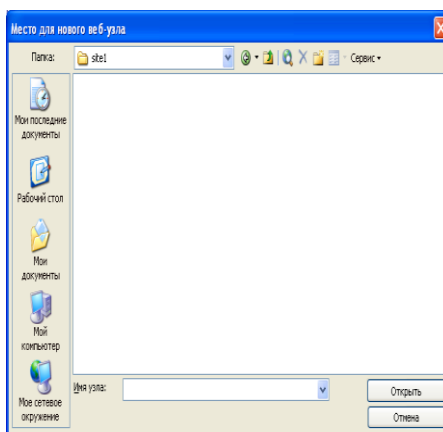 Место для нового веб-узла
Папка:
site1
Сервис
Мои последние
документы
Рабочий стол
Мои
документы
Мой
компьютер
Мое сетевое
окружение
Имя узла:
Открыть
Отмена